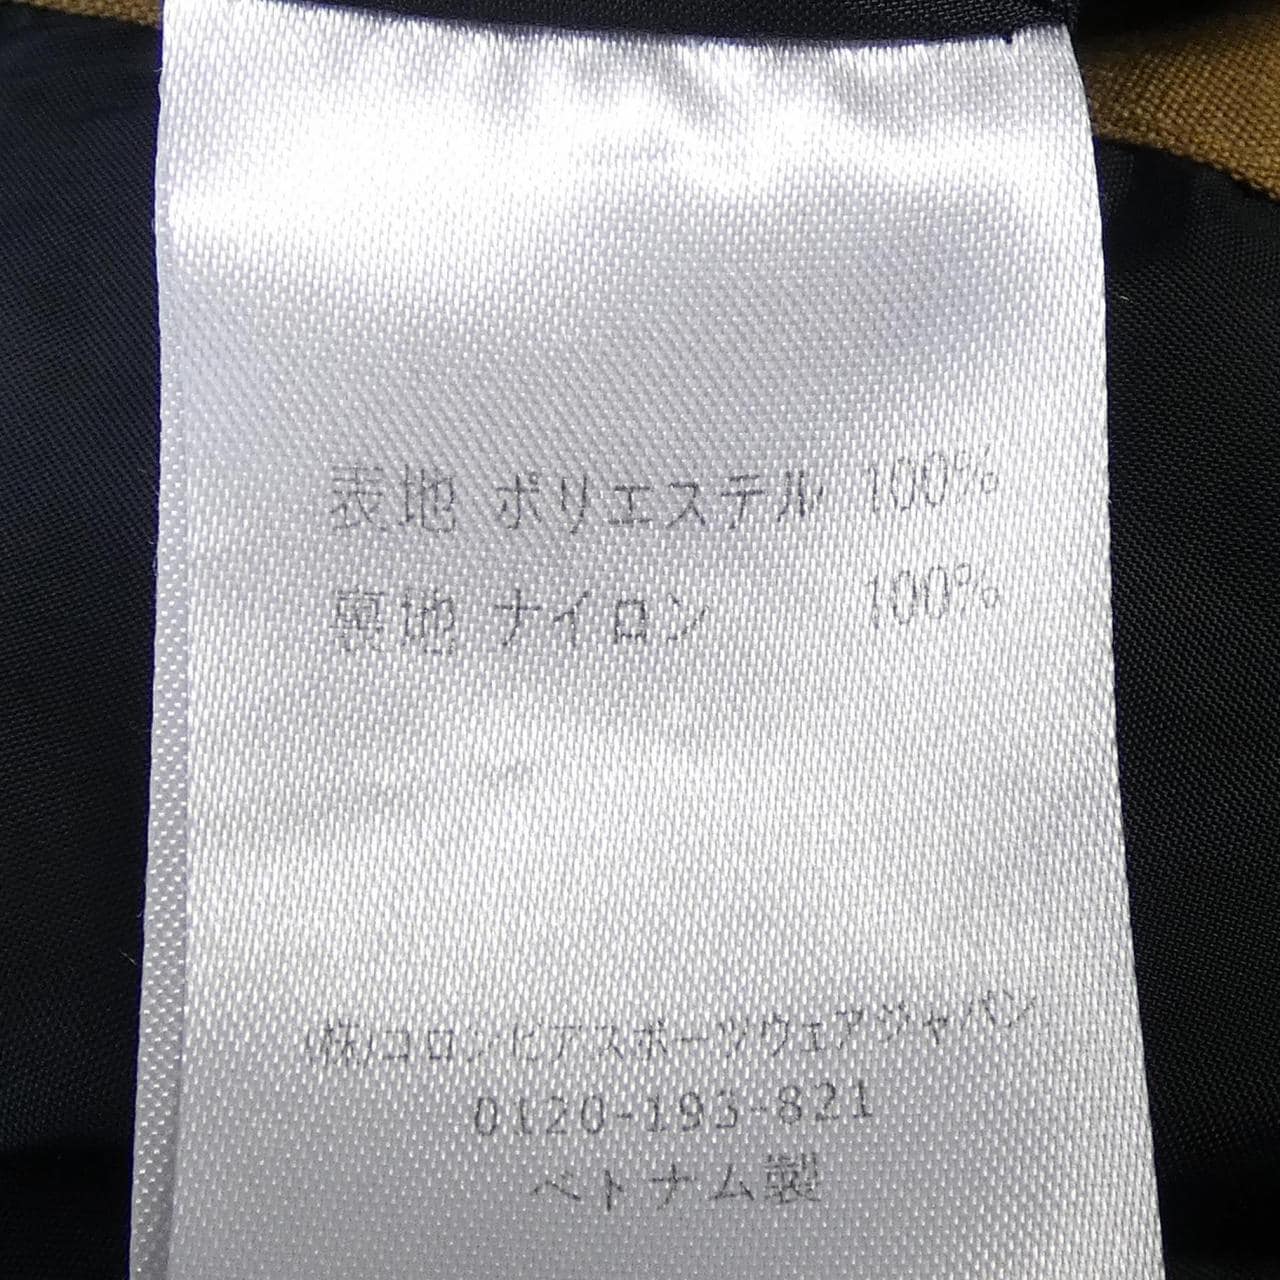 表地 ポリエステル 100%
裏地 ナイロン 100%
(株)コロンビアスポーツウェアジャパン
0120-193-821
ベトナム製